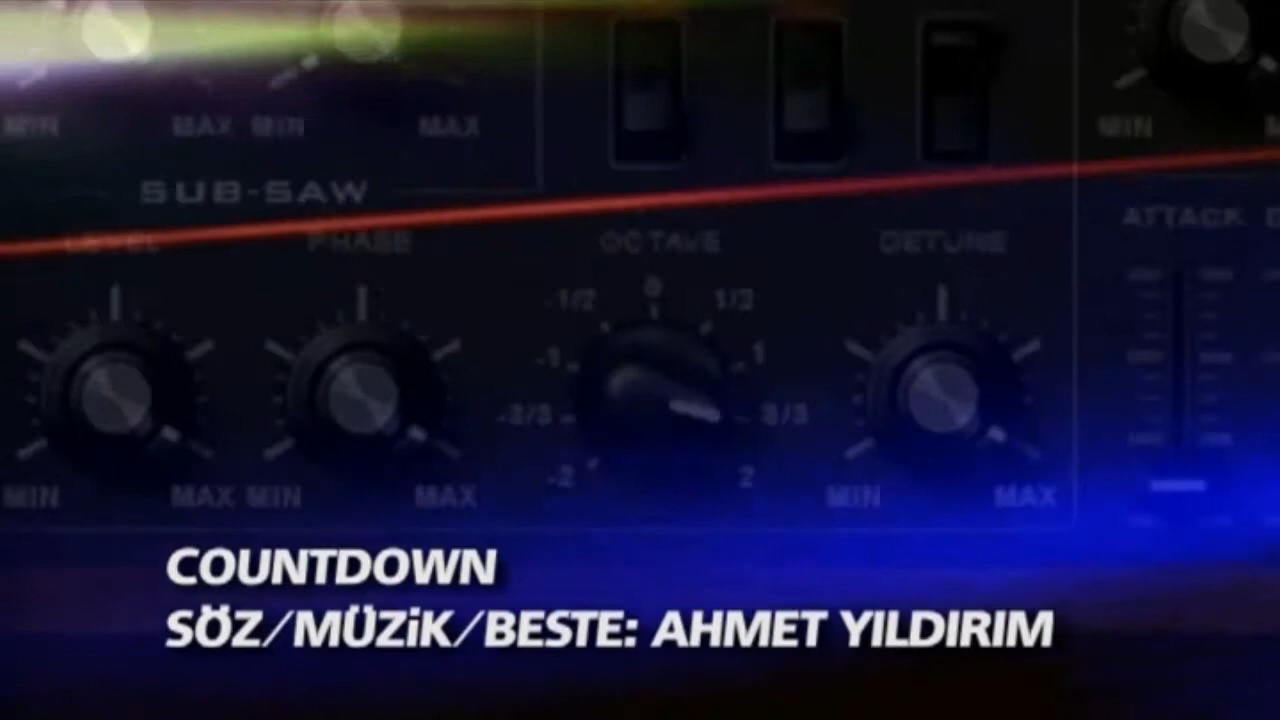 MIN MAX MIN MAX MIN
SUB-SAW
LEVEL PHASE OCTAVE DETUNE ATTACK
-1/2 0 1/2
-1 1
-2/3 2/3
-2 2
MIN MAX MIN MAX MIN MAX
COUNTDOWN
SÖZ/MÜZiK/BESTE: AHMET YILDIRIM